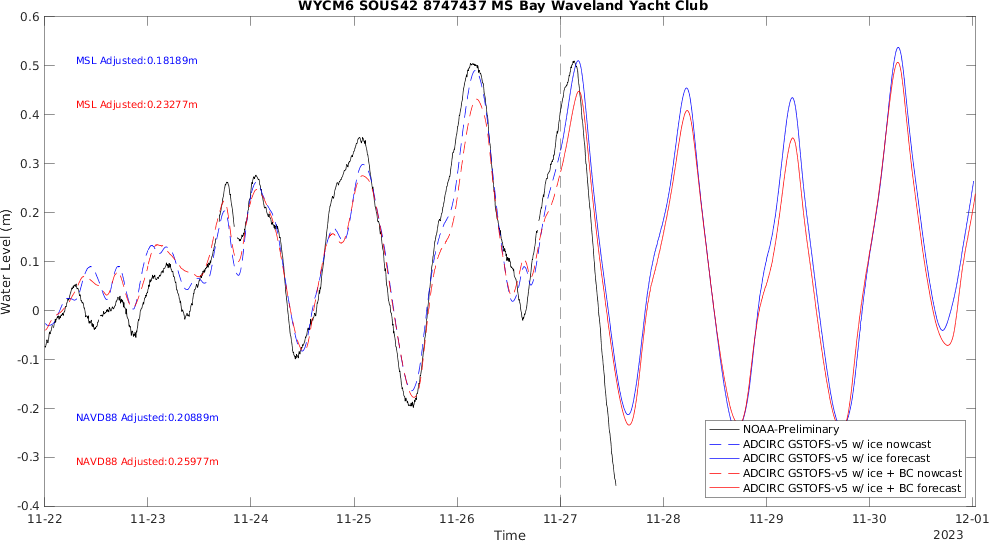 WYCM6 SOUS42 8747437 MS Bay Waveland Yacht Club
0.6
0.5
0.4
0.3
0.2
0.1
0
-0.1
-0.2
-0.3
-0.4
Water Level (m)
MSL Adjusted:0.18189m
MSL Adjusted:0.23277m
NAVD88 Adjusted:0.20889m
NAVD88 Adjusted:0.25977m
NOAA-Preliminary
ADCIRC GSTOFS-v5 w/ ice nowcast
ADCIRC GSTOFS-v5 w/ ice forecast
ADCIRC GSTOFS-v5 w/ ice + BC nowcast
ADCIRC GSTOFS-v5 w/ ice + BC forecast
11-22 11-23 11-24 11-25 11-26 11-27 11-28 11-29 11-30 12-01
Time
2023